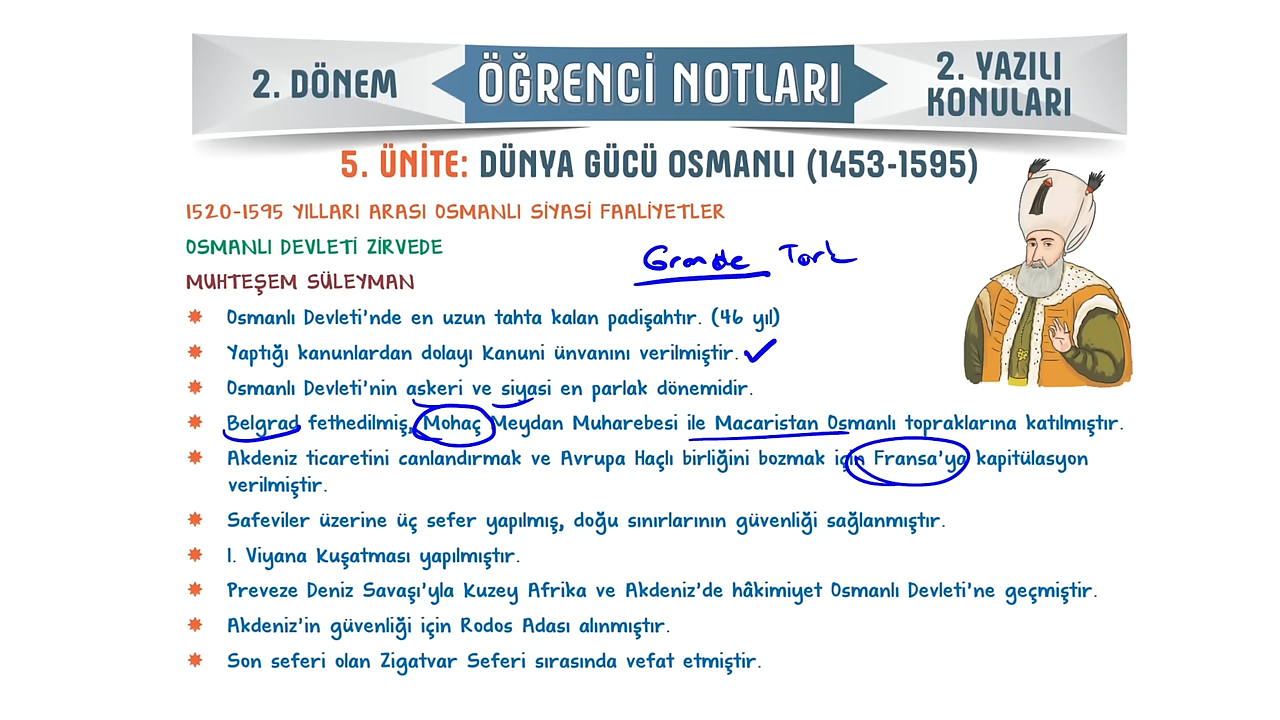 2. DÖNEM
ÖĞRENCİ NOTLARI
2. YAZILI
KONULARI
5. ÜNİTE: DÜNYA GÜCÜ OSMANLI (1453-1595)
1520-1595 YILLARI ARASI OSMANLI SİYASİ FAALİYETLER
OSMANLI DEVLETİ ZİRVEDE
Grande Tork
MUHTEŞEM SÜLEYMAN
Osmanlı Devleti'nde en uzun tahta kalan padişahtır. (46 yıl)
Yaptığı kanunlardan dolayı Kanuni ünvanını verilmiştir.
Osmanlı Devleti'nin askeri ve siyasi en parlak dönemidir.
Belgrad fethedilmiş, Mohaç Meydan Muharebesi ile Macaristan Osmanlı topraklarına katılmıştır.
Akdeniz ticaretini canlandırmak ve Avrupa Haçlı birliğini bozmak için Fransa'ya kapitülasyon
verilmiştir.
Safeviler üzerine üç sefer yapılmış, doğu sınırlarının güvenliği sağlanmıştır.
I. Viyana Kuşatması yapılmıştır.
Preveze Deniz Savaşı'yla Kuzey Afrika ve Akdeniz'de hâkimiyet Osmanlı Devleti'ne geçmiştir.
Akdeniz'in güvenliği için Rodos Adası alınmıştır.
Son seferi olan Zigatvar Seferi sırasında vefat etmiştir.